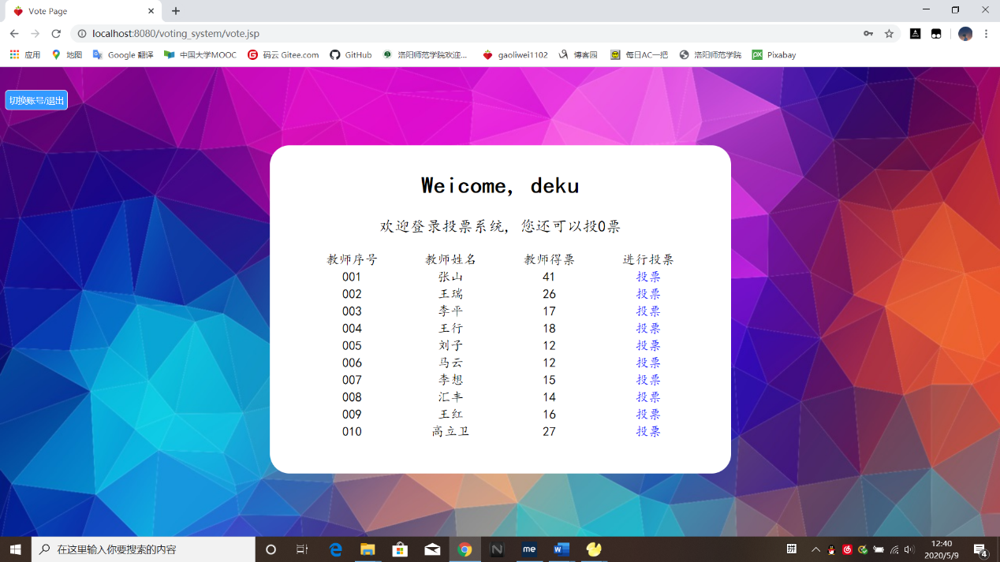 Vote Page
localhost:8080/voting_system/vote.jsp
应用 地图 Google 翻译 中国大学MOOC 码云 Gitee.com GitHub 洛阳师范学院欢迎... gaoliwei1102 博客园 每日AC一把 洛阳师范学院 Pixabay
切换账号/退出
Weicome, deku
欢迎登录投票系统, 您还可以投0票
教师序号 教师姓名 教师得票 进行投票
001 张山 41 投票
002 王瑞 26 投票
003 李平 17 投票
004 王行 18 投票
005 刘子 12 投票
006 马云 12 投票
007 李想 15 投票
008 汇丰 14 投票
009 王红 16 投票
010 高立卫 27 投票
在这里输入你要搜索的内容
me
拼
12:40
2020/5/9
4